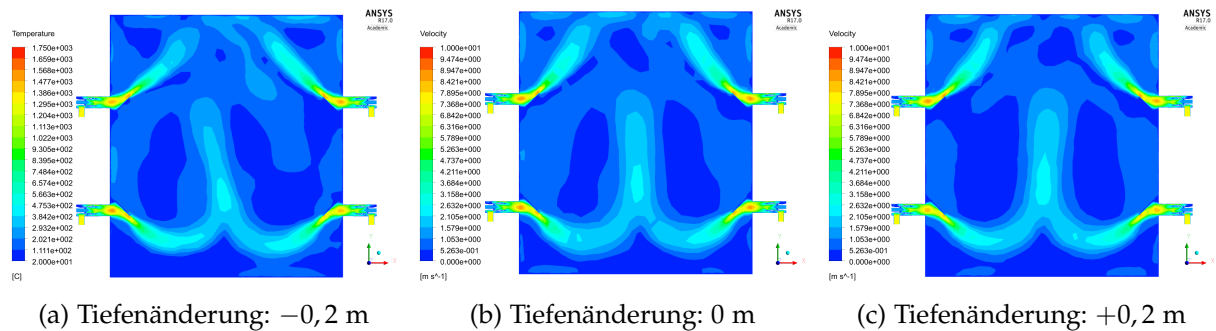 ANSYS
R17.0
Academic
Temperature
1.750e+003
1.659e+003
1.568e+003
1.477e+003
1.386e+003
1.295e+003
1.204e+003
1.113e+003
1.022e+003
9.305e+002
8.395e+002
7.484e+002
6.574e+002
5.663e+002
4.753e+002
3.842e+002
2.932e+002
2.021e+002
1.111e+002
2.000e+001
[C]
Y
X
(a) Tiefenänderung: −0, 2 m
ANSYS
R17.0
Academic
Velocity
1.000e+001
9.474e+000
8.947e+000
8.421e+000
7.895e+000
7.368e+000
6.842e+000
6.316e+000
5.789e+000
5.263e+000
4.737e+000
4.211e+000
3.684e+000
3.158e+000
2.632e+000
2.105e+000
1.579e+000
1.053e+000
5.263e-001
0.000e+000
[m s^-1]
Y
X
(b) Tiefenänderung: 0 m
ANSYS
R17.0
Academic
Velocity
1.000e+001
9.474e+000
8.947e+000
8.421e+000
7.895e+000
7.368e+000
6.842e+000
6.316e+000
5.789e+000
5.263e+000
4.737e+000
4.211e+000
3.684e+000
3.158e+000
2.632e+000
2.105e+000
1.579e+000
1.053e+000
5.263e-001
0.000e+000
[m s^-1]
Y
X
(c) Tiefenänderung: +0, 2 m